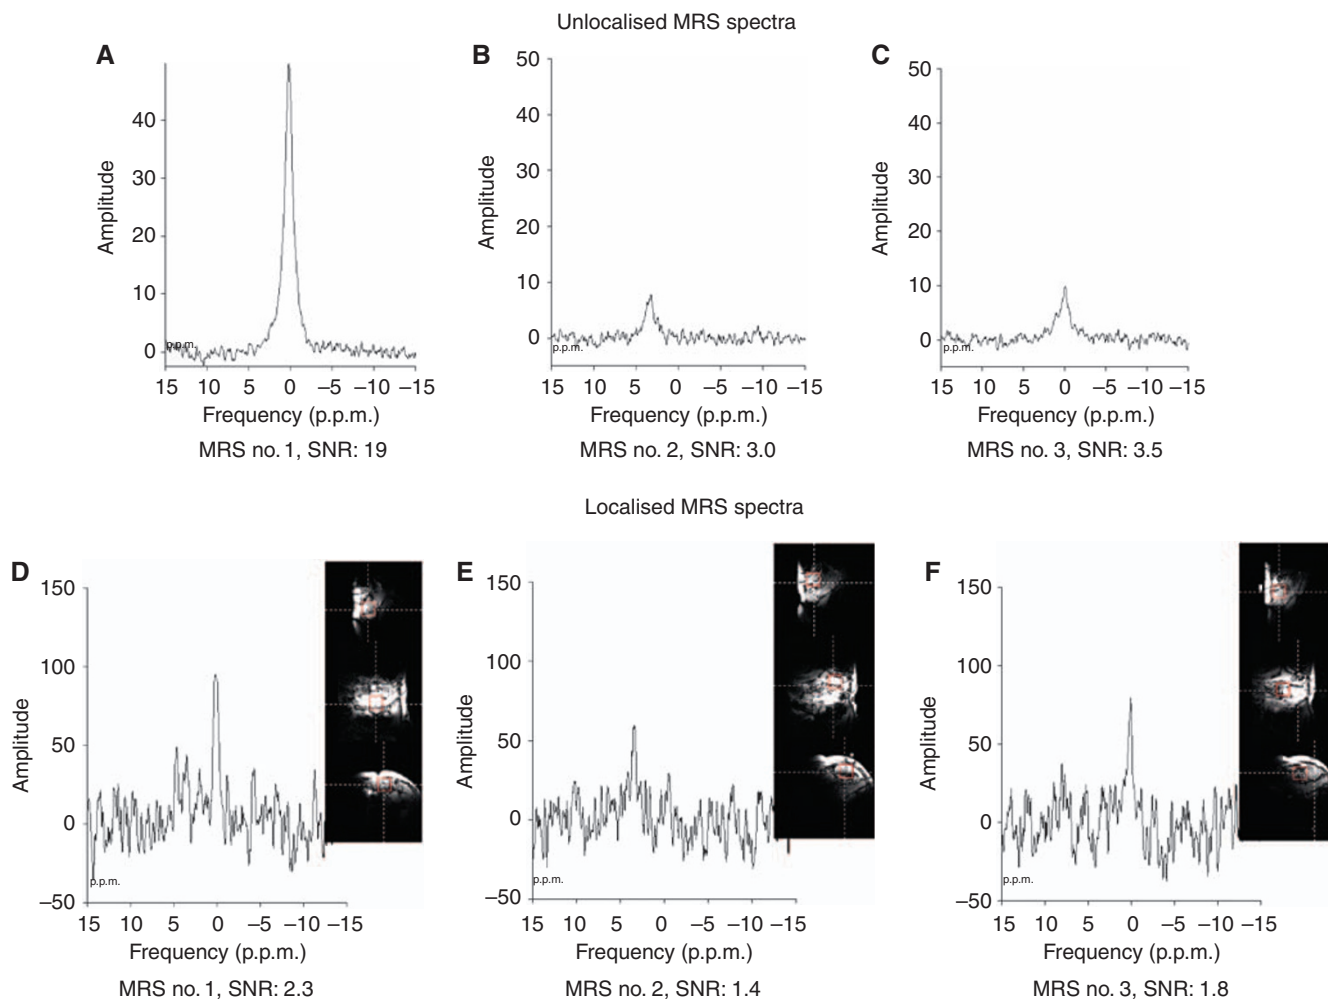 Unlocalised MRS spectra
A
B
C
Amplitude
40
30
20
10
0
p.p.m.
15 10 5 0 –5 –10 –15
Frequency (p.p.m.)
MRS no. 1, SNR: 19
Amplitude
50
40
30
20
10
0
p.p.m.
15 10 5 0 –5 –10 –15
Frequency (p.p.m.)
MRS no. 2, SNR: 3.0
Amplitude
50
40
30
20
10
0
p.p.m.
15 10 5 0 –5 –10 –15
Frequency (p.p.m.)
MRS no. 3, SNR: 3.5
Localised MRS spectra
D
E
F
Amplitude
150
100
50
0
–50
p.p.m.
15 10 5 0 –5 –10 –15
Frequency (p.p.m.)
MRS no. 1, SNR: 2.3
Amplitude
150
100
50
0
–50
p.p.m.
15 10 5 0 –5 –10 –15
Frequency (p.p.m.)
MRS no. 2, SNR: 1.4
Amplitude
150
100
50
0
–50
p.p.m.
15 10 5 0 –5 –10 –15
Frequency (p.p.m.)
MRS no. 3, SNR: 1.8